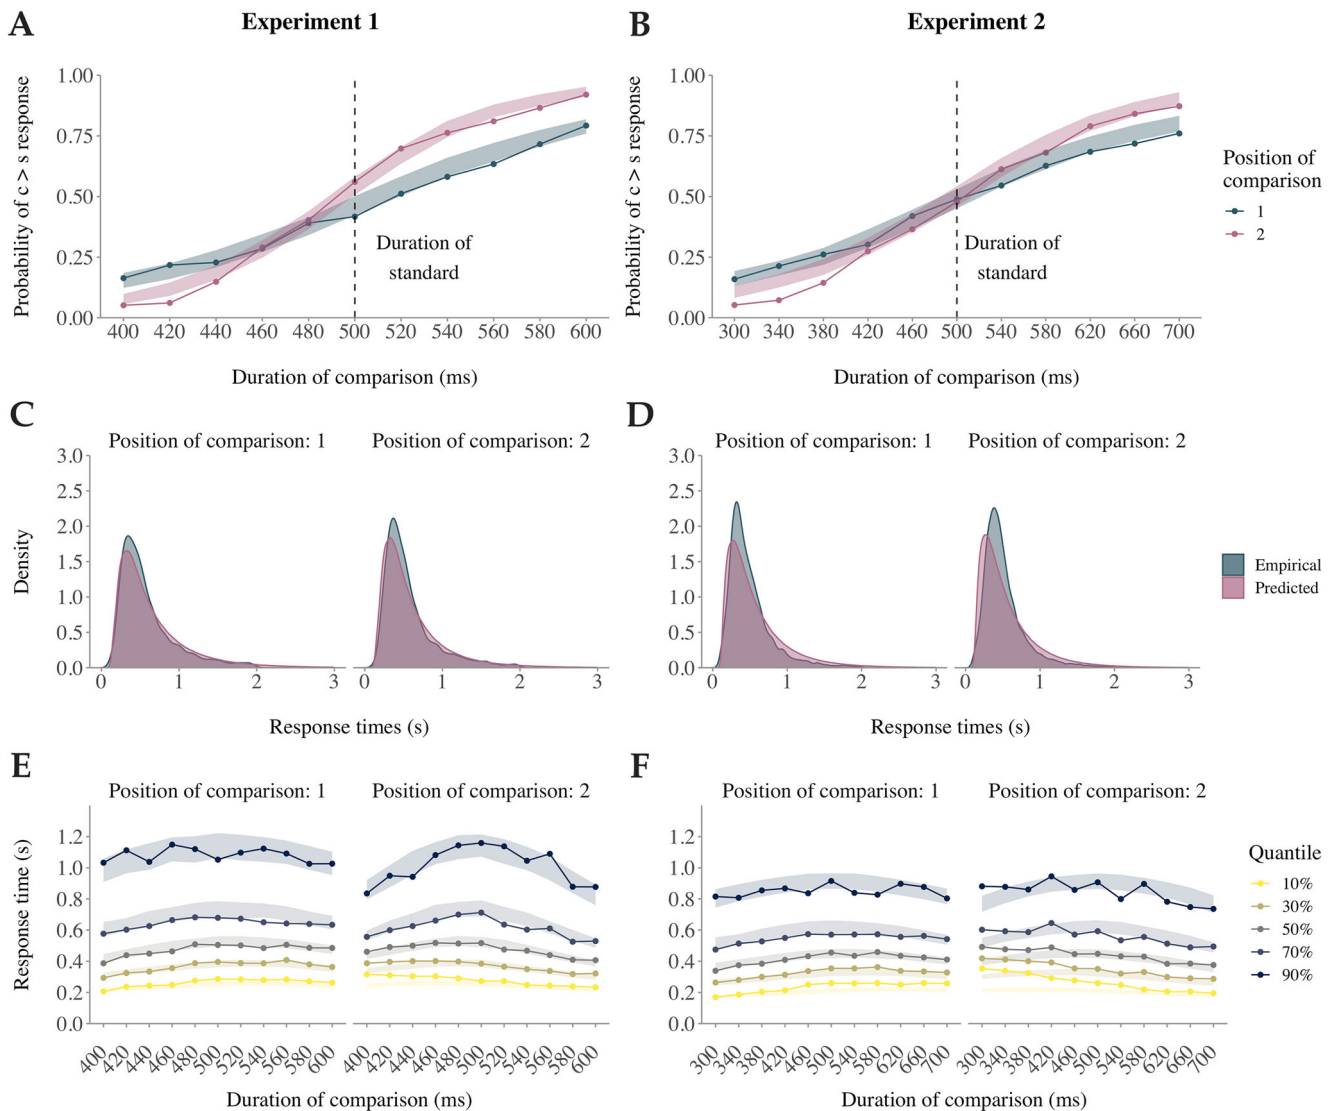 A
Experiment 1
Probability of c > s response
1.00
0.75
0.50
0.25
0.00
Duration of
standard
400 420 440 460 480 500 520 540 560 580 600
Duration of comparison (ms)
B
Experiment 2
Probability of c > s response
1.00
0.75
0.50
0.25
0.00
Duration of
standard
300 340 380 420 460 500 540 580 620 660 700
Duration of comparison (ms)
Position of
comparison
1
2
C
Position of comparison: 1
Position of comparison: 2
Density
3.0
2.5
2.0
1.5
1.0
0.5
0.0
0 1 2 3
0 1 2 3
Response times (s)
D
Position of comparison: 1
Position of comparison: 2
3.0
2.5
2.0
1.5
1.0
0.5
0.0
0 1 2 3
0 1 2 3
Response times (s)
Empirical
Predicted
E
Position of comparison: 1
Position of comparison: 2
Response time (s)
1.2
1.0
0.8
0.6
0.4
0.2
0.0
400 420 440 460 480 500 520 540 560 580 600
400 420 440 460 480 500 520 540 560 580 600
Duration of comparison (ms)
F
Position of comparison: 1
Position of comparison: 2
1.2
1.0
0.8
0.6
0.4
0.2
0.0
300 340 380 420 460 500 540 580 620 660 700
300 340 380 420 460 500 540 580 620 660 700
Duration of comparison (ms)
Quantile
10%
30%
50%
70%
90%